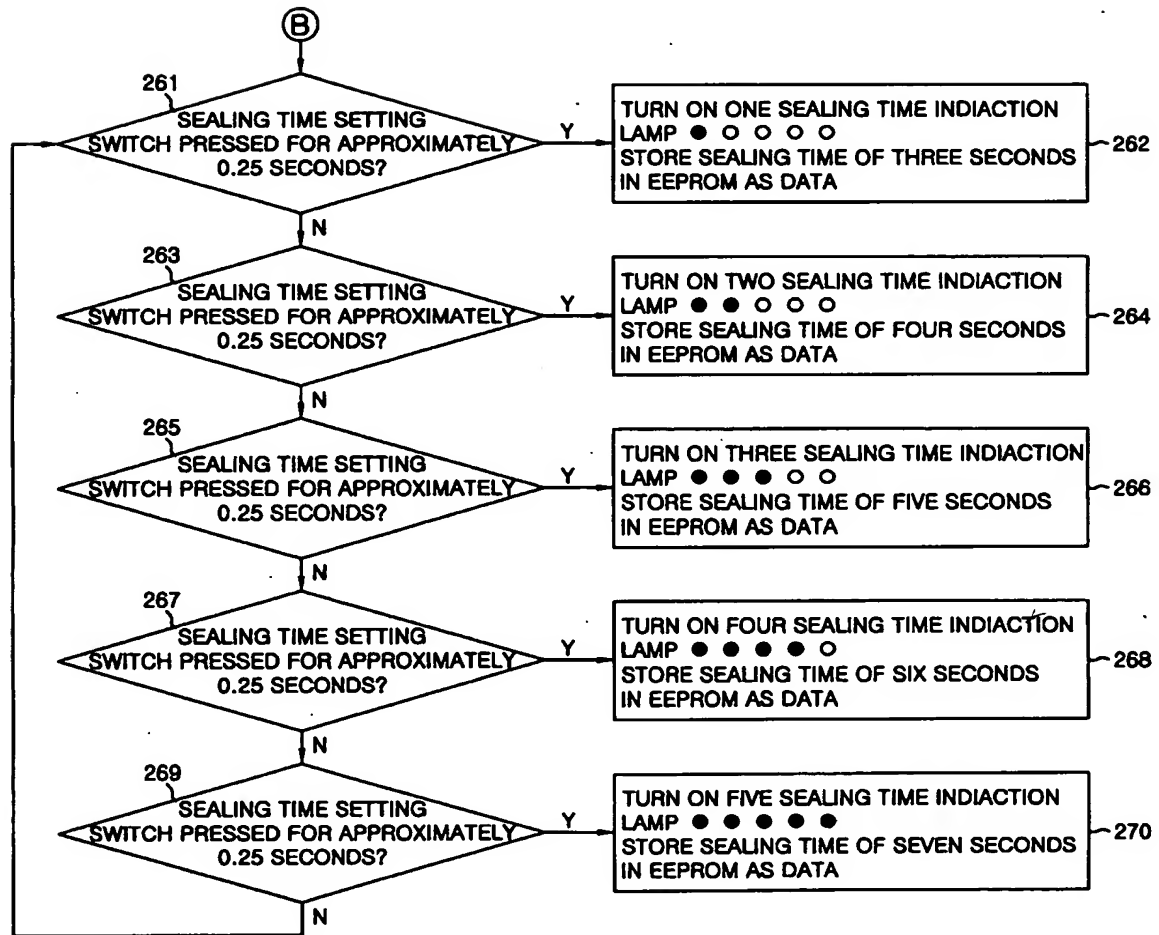 B
261
SEALING TIME SETTING
SWITCH PRESSED FOR APPROXIMATELY
0.25 SECONDS?
Y
TURN ON ONE SEALING TIME INDIACTION
LAMP ● ○ ○ ○ ○
STORE SEALING TIME OF THREE SECONDS
IN EEPROM AS DATA
262
N
263
SEALING TIME SETTING
SWITCH PRESSED FOR APPROXIMATELY
0.25 SECONDS?
Y
TURN ON TWO SEALING TIME INDIACTION
LAMP ● ● ○ ○ ○
STORE SEALING TIME OF FOUR SECONDS
IN EEPROM AS DATA
264
N
265
SEALING TIME SETTING
SWITCH PRESSED FOR APPROXIMATELY
0.25 SECONDS?
Y
TURN ON THREE SEALING TIME INDIACTION
LAMP ● ● ● ○ ○
STORE SEALING TIME OF FIVE SECONDS
IN EEPROM AS DATA
266
N
267
SEALING TIME SETTING
SWITCH PRESSED FOR APPROXIMATELY
0.25 SECONDS?
Y
TURN ON FOUR SEALING TIME INDIACTION
LAMP ● ● ● ● ○
STORE SEALING TIME OF SIX SECONDS
IN EEPROM AS DATA
268
N
269
SEALING TIME SETTING
SWITCH PRESSED FOR APPROXIMATELY
0.25 SECONDS?
Y
TURN ON FIVE SEALING TIME INDIACTION
LAMP ● ● ● ● ●
STORE SEALING TIME OF SEVEN SECONDS
IN EEPROM AS DATA
270
N